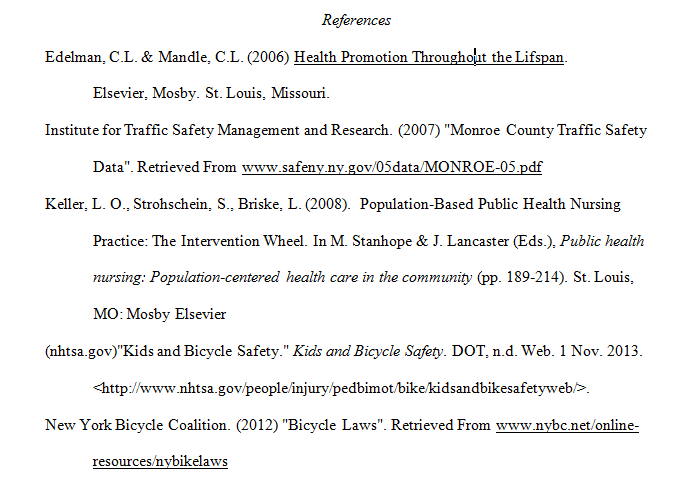 References
Edelman, C.L. & Mandle, C.L. (2006) Health Promotion Throughout the Lifspan.
Elsevier, Mosby. St. Louis, Missouri.
Institute for Traffic Safety Management and Research. (2007) "Monroe County Traffic Safety
Data". Retrieved From www.safeny.ny.gov/05data/MONROE-05.pdf
Keller, L. O., Strohschein, S., Briske, L. (2008).  Population-Based Public Health Nursing
Practice: The Intervention Wheel. In M. Stanhope & J. Lancaster (Eds.), Public health
nursing: Population-centered health care in the community (pp. 189-214). St. Louis,
MO: Mosby Elsevier
(nhtsa.gov)"Kids and Bicycle Safety." Kids and Bicycle Safety. DOT, n.d. Web. 1 Nov. 2013.
<http://www.nhtsa.gov/people/injury/pedbimot/bike/kidsandbikesafetyweb/>.
New York Bicycle Coalition. (2012) "Bicycle Laws". Retrieved From www.nybc.net/online-
resources/nybikelaws